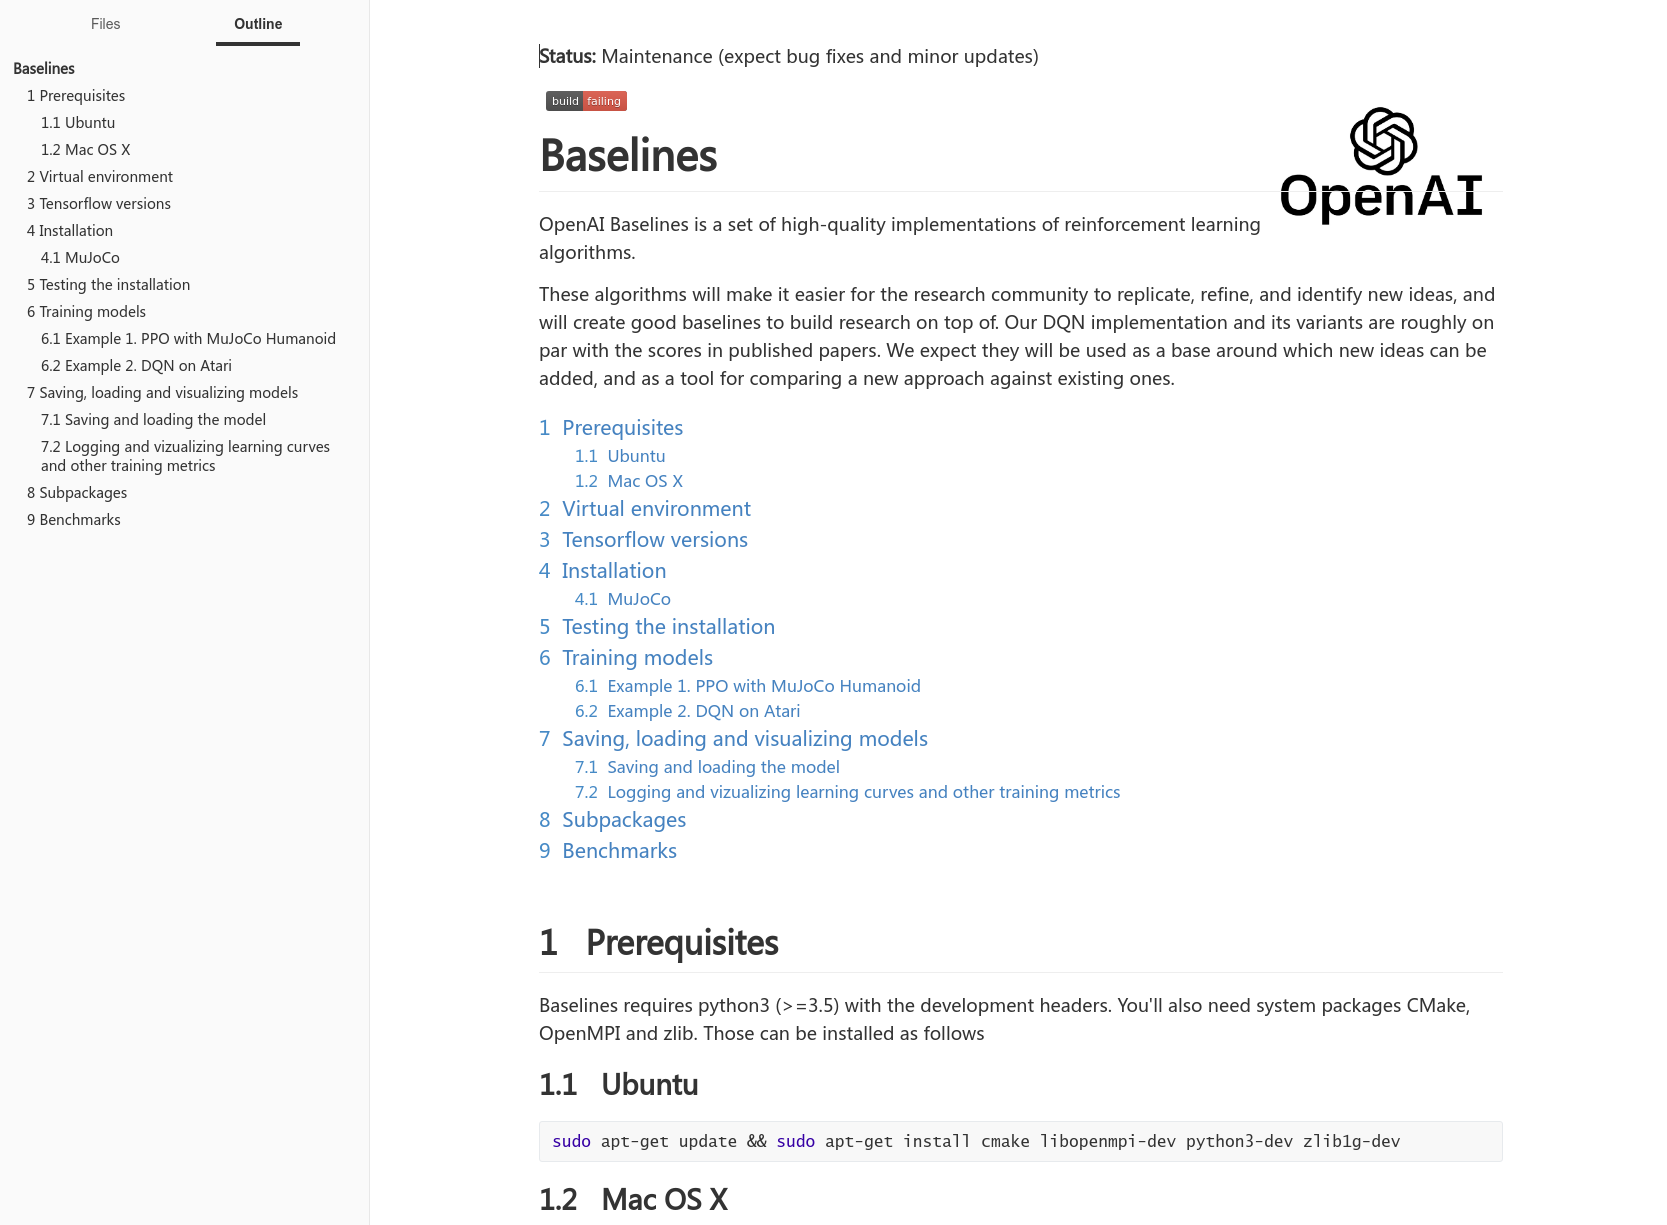 Files
Outline
Baselines
1 Prerequisites
1.1 Ubuntu
1.2 Mac OS X
2 Virtual environment
3 Tensorflow versions
4 Installation
4.1 MuJoCo
5 Testing the installation
6 Training models
6.1 Example 1. PPO with MuJoCo Humanoid
6.2 Example 2. DQN on Atari
7 Saving, loading and visualizing models
7.1 Saving and loading the model
7.2 Logging and vizualizing learning curves
and other training metrics
8 Subpackages
9 Benchmarks
Status: Maintenance (expect bug fixes and minor updates)
build failing
Baselines
OpenAI
OpenAI Baselines is a set of high-quality implementations of reinforcement learning
algorithms.
These algorithms will make it easier for the research community to replicate, refine, and identify new ideas, and
will create good baselines to build research on top of. Our DQN implementation and its variants are roughly on
par with the scores in published papers. We expect they will be used as a base around which new ideas can be
added, and as a tool for comparing a new approach against existing ones.
1 Prerequisites
1.1 Ubuntu
1.2 Mac OS X
2 Virtual environment
3 Tensorflow versions
4 Installation
4.1 MuJoCo
5 Testing the installation
6 Training models
6.1 Example 1. PPO with MuJoCo Humanoid
6.2 Example 2. DQN on Atari
7 Saving, loading and visualizing models
7.1 Saving and loading the model
7.2 Logging and vizualizing learning curves and other training metrics
8 Subpackages
9 Benchmarks
1 Prerequisites
Baselines requires python3 (>=3.5) with the development headers. You'll also need system packages CMake,
OpenMPI and zlib. Those can be installed as follows
1.1 Ubuntu
sudo apt-get update && sudo apt-get install cmake libopenmpi-dev python3-dev zlib1g-dev
1.2 Mac OS X